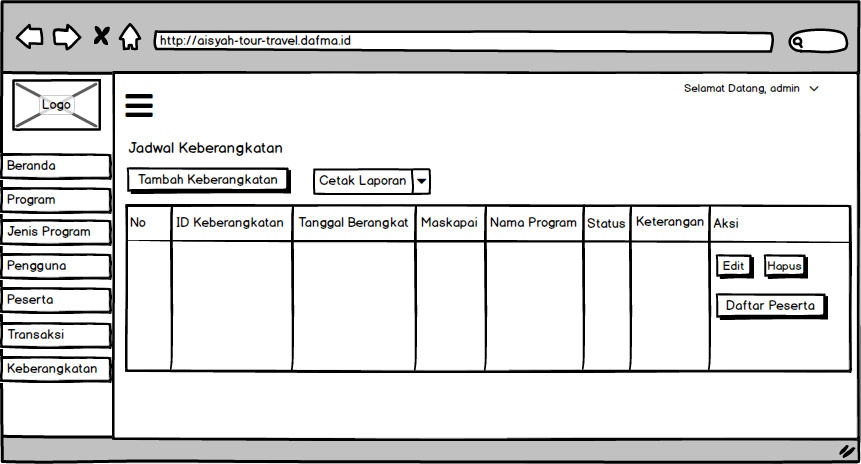 http://aisyah-tour-travel.dafma.id
Logo
Selamat Datang, admin
Beranda
Program
Jenis Program
Pengguna
Peserta
Transaksi
Keberangkatan
Jadwal Keberangkatan
Tambah Keberangkatan
Cetak Laporan
No ID Keberangkatan Tanggal Berangkat Maskapai Nama Program Status Keterangan Aksi
Edit Hapus
Daftar Peserta